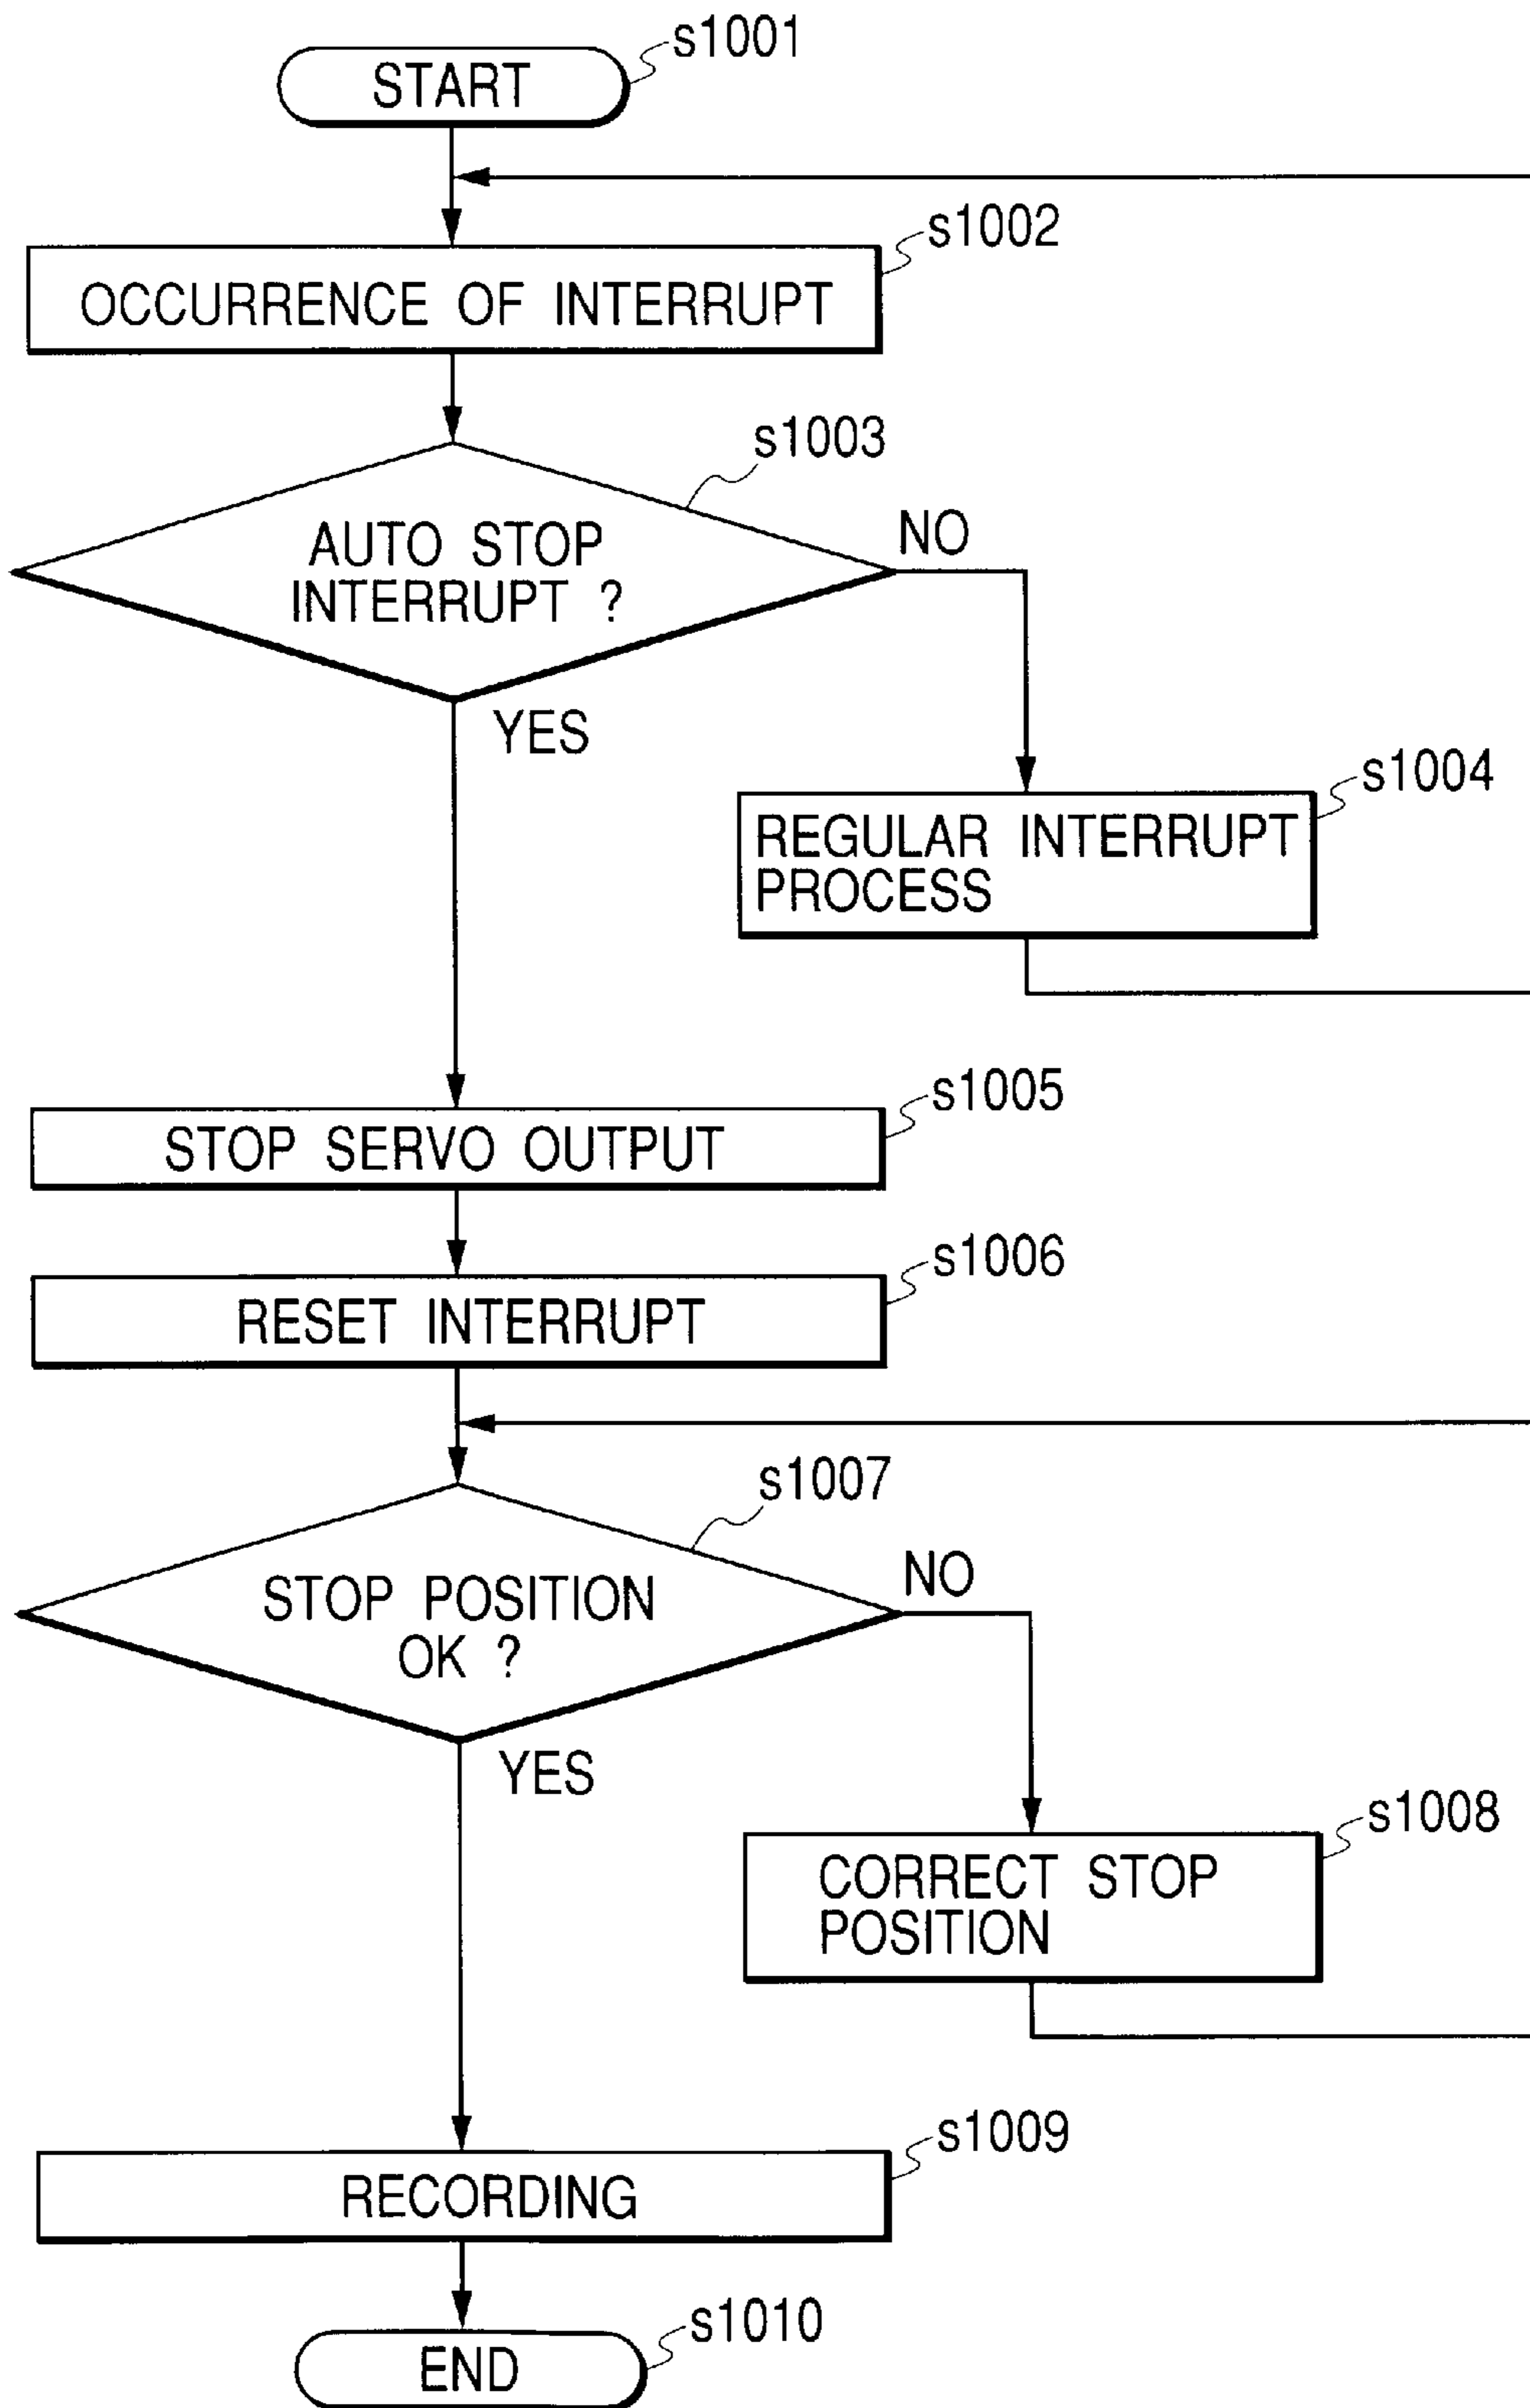 START
s1001
OCCURRENCE OF INTERRUPT
s1002
AUTO STOP
INTERRUPT ?
s1003
NO
YES
REGULAR INTERRUPT
PROCESS
s1004
STOP SERVO OUTPUT
s1005
RESET INTERRUPT
s1006
STOP POSITION
OK ?
s1007
NO
YES
CORRECT STOP
POSITION
s1008
RECORDING
s1009
END
s1010